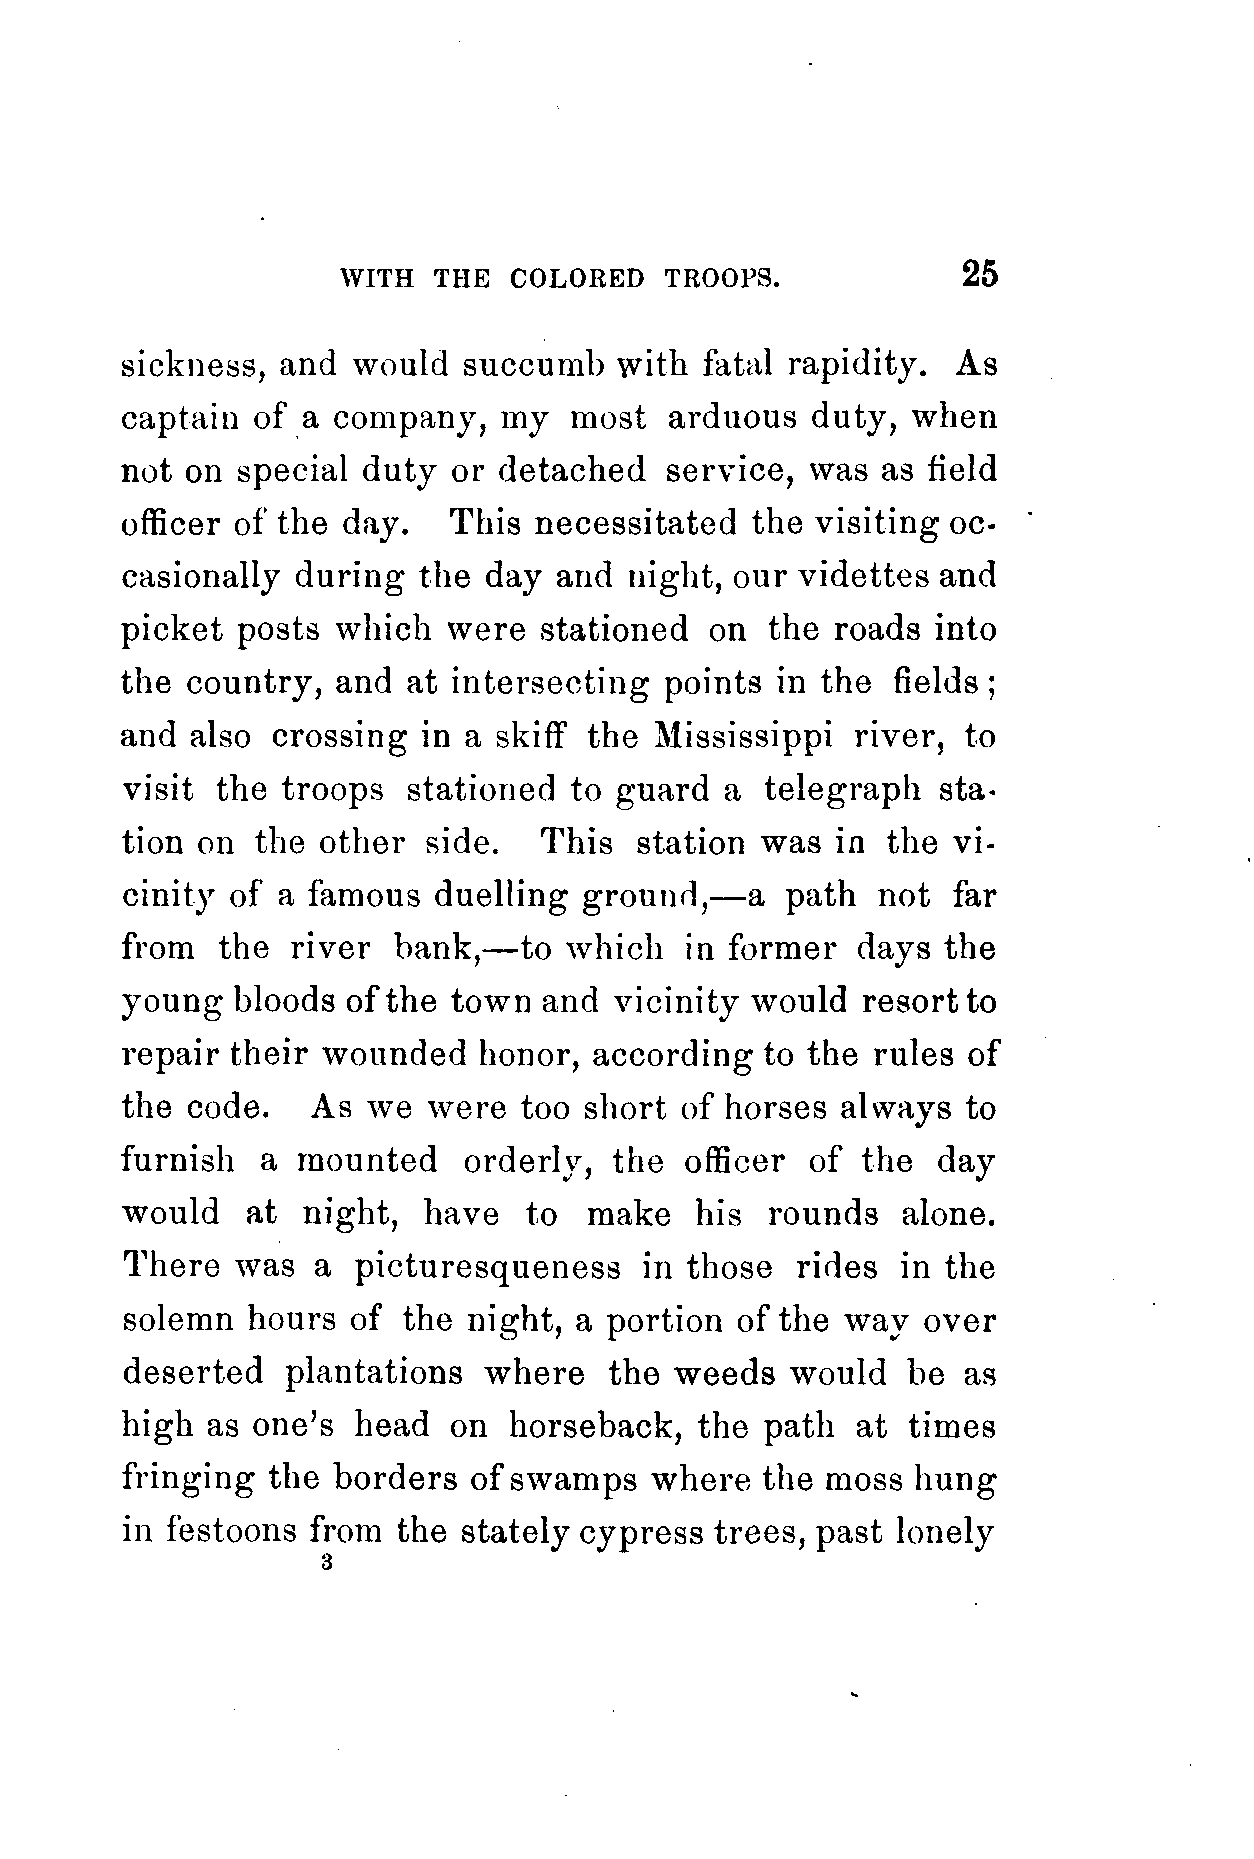 WITH THE COLORED TROOPS. 25
sickness, and would succumb with fatal rapidity. As
captain of a company, my most arduous duty, when
not on special duty or detached service, was as field
officer of the day. This necessitated the visiting oc-
casionally during the day and night, our videttes and
picket posts which were stationed on the roads into
the country, and at intersecting points in the fields;
and also crossing in a skiff the Mississippi river, to
visit the troops stationed to guard a telegraph sta-
tion on the other side. This station was in the vi-
cinity of a famous duelling ground,—a path not far
from the river bank,—to which in former days the
young bloods of the town and vicinity would resort to
repair their wounded honor, according to the rules of
the code. As we were too short of horses always to
furnish a mounted orderly, the officer of the day
would at night, have to make his rounds alone.
There was a picturesqueness in those rides in the
solemn hours of the night, a portion of the way over
deserted plantations where the weeds would be as
high as one's head on horseback, the path at times
fringing the borders of swamps where the moss hung
in festoons from the stately cypress trees, past lonely
3